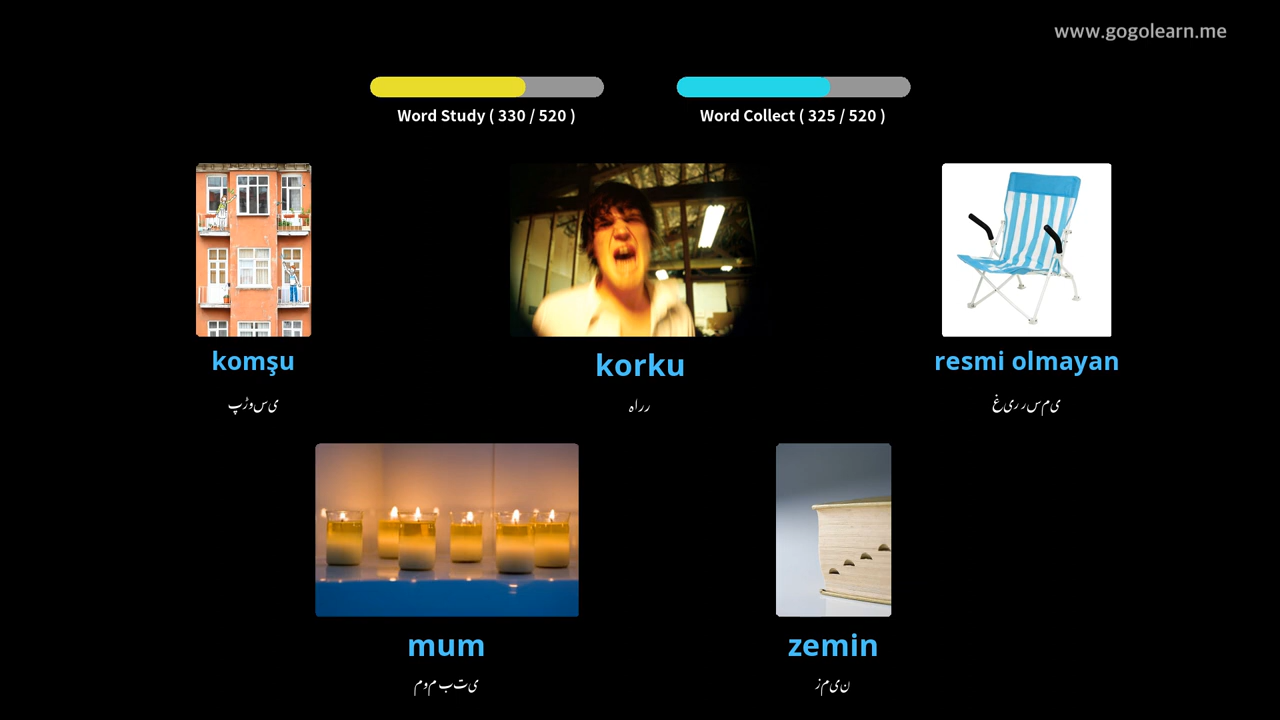 www.gogolearn.me
Word Study ( 330 / 520 )
Word Collect ( 325 / 520 )
komşu
پڑوسی
korku
ہارر
resmi olmayan
غیر رسمی
mum
موم بتی
zemin
زمین